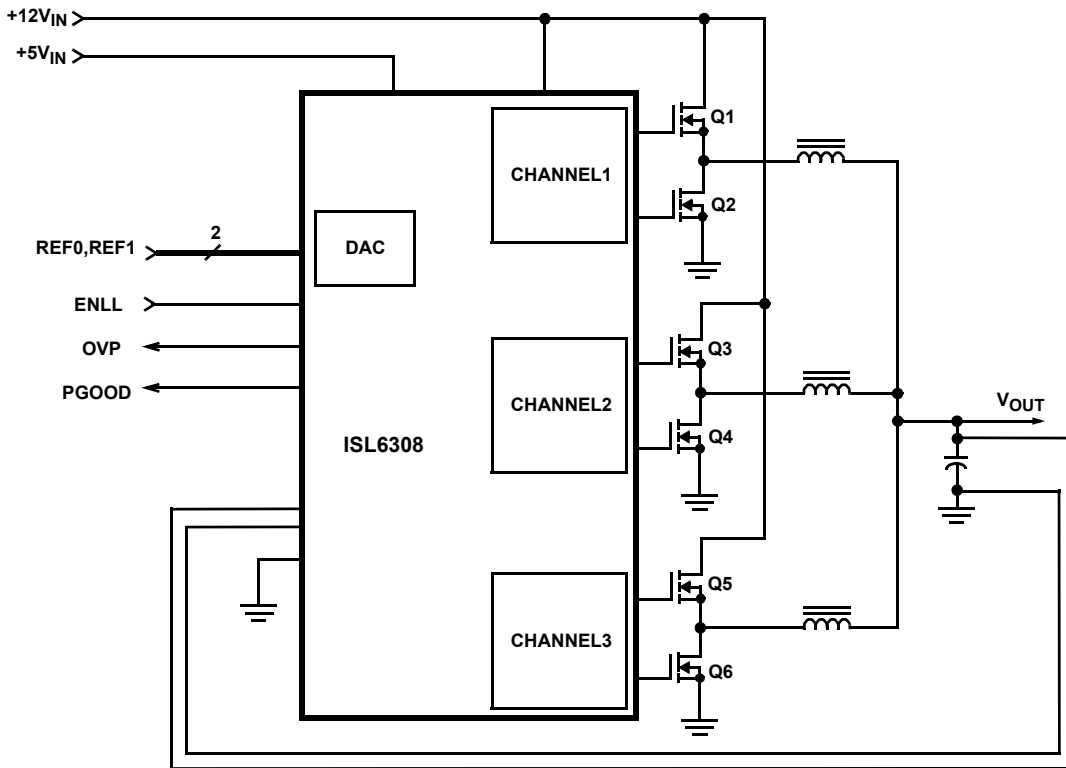 +12VIN
+5VIN
Q1
CHANNEL1
Q2
2
REF0,REF1
DAC
ENLL
OVP
Q3
PGOOD
CHANNEL2
VOUT
Q4
ISL6308
Q5
CHANNEL3
Q6